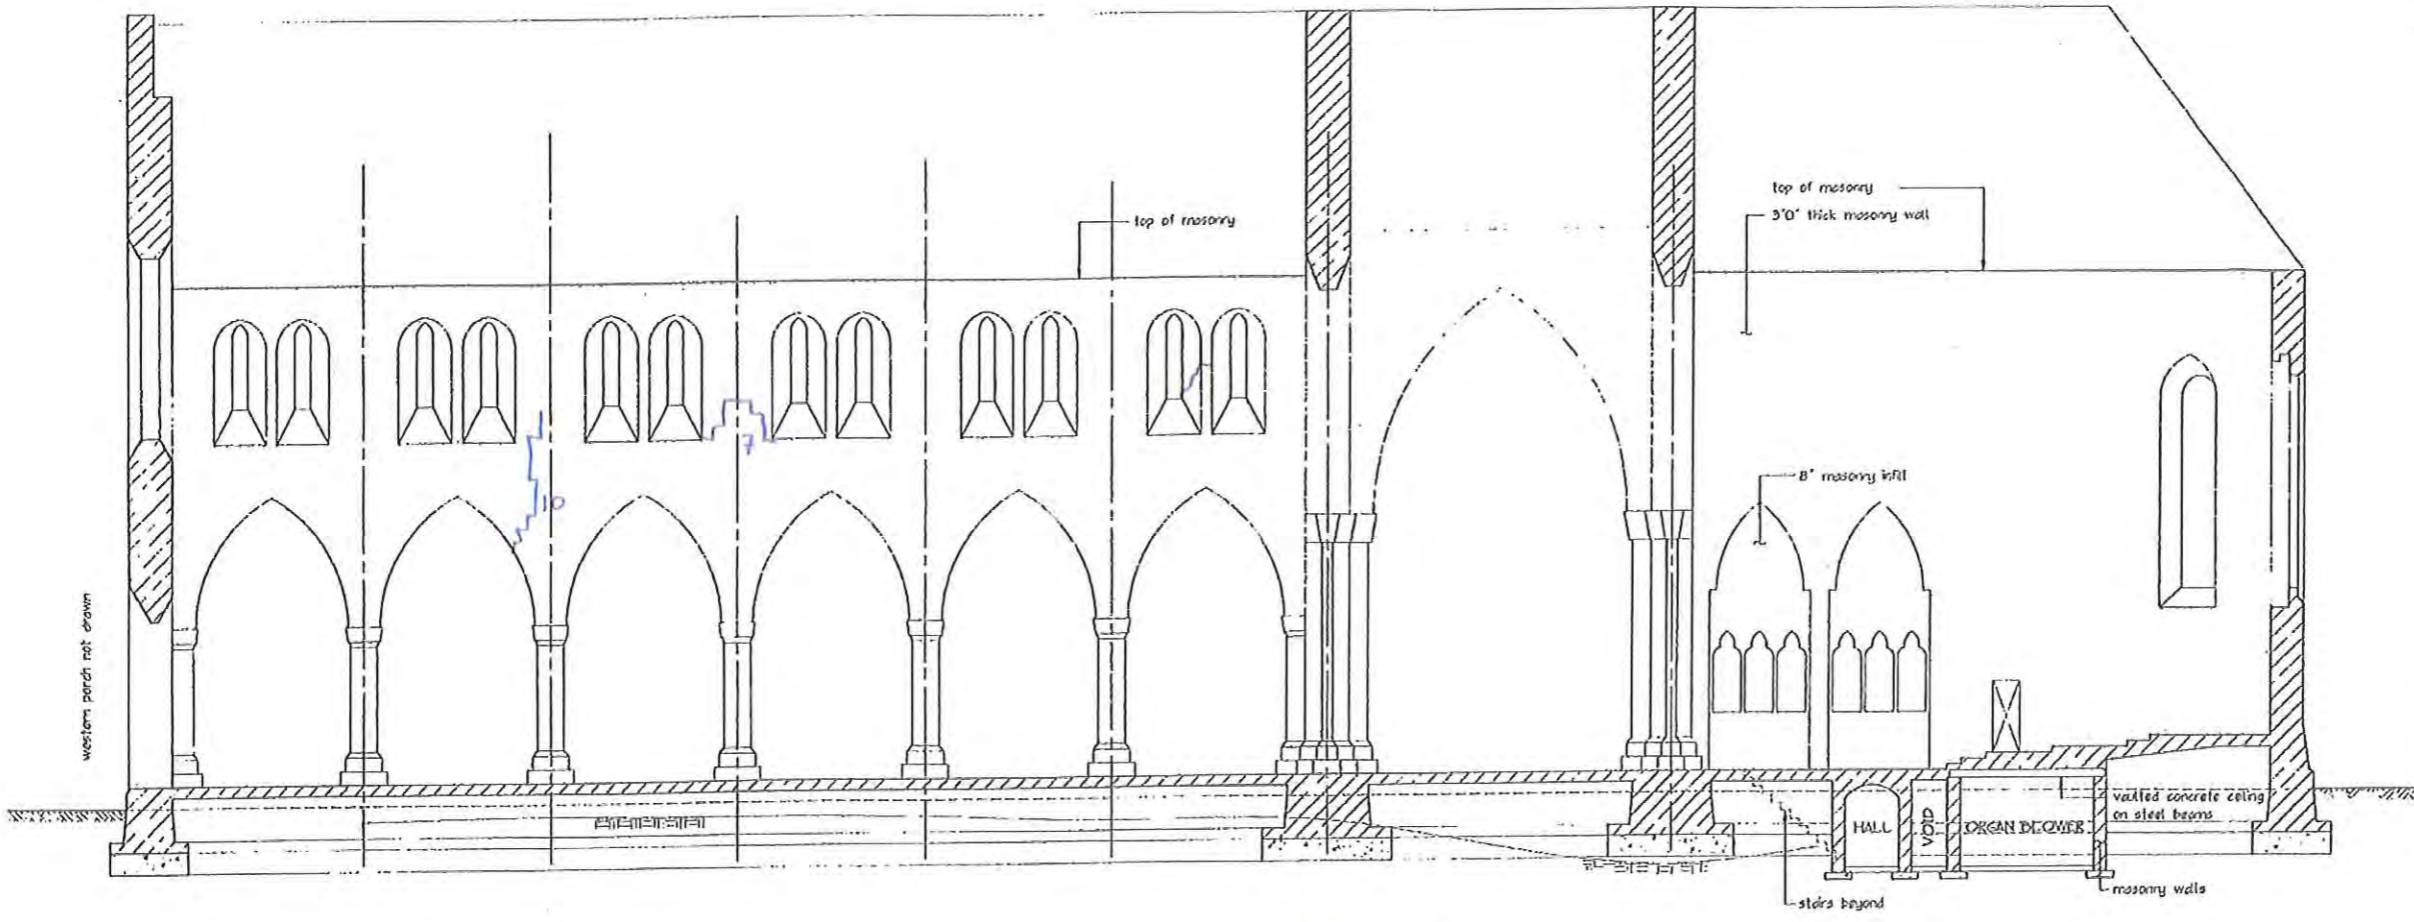 top of masonry
3'0" thick masonry wall
top of masonry
8" masonry infill
7
10
western porch not drawn
vaulted concrete ceiling
on steel beams
HALL
VOID
ORGAN BLOWER
masonry walls
stairs beyond